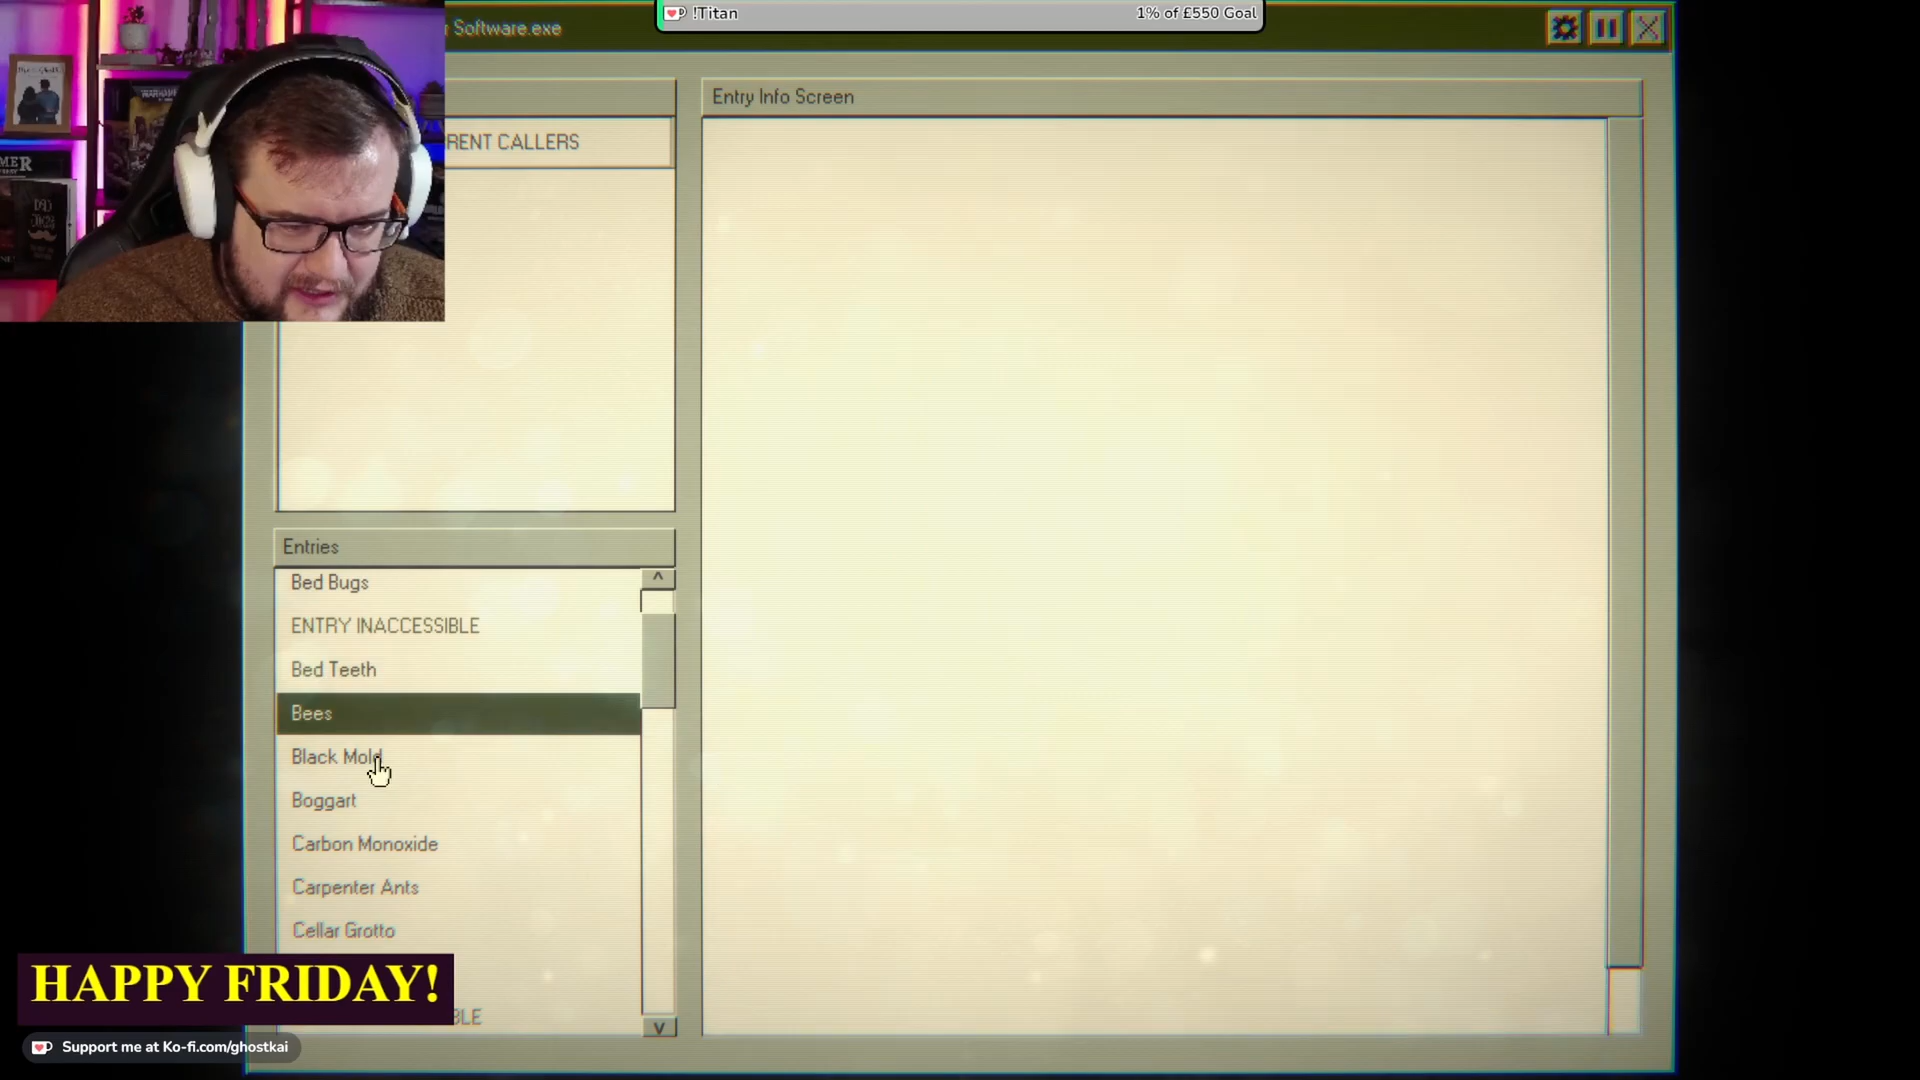 !Titan
1% of £550 Goal
Software.exe
RENT CALLERS
Entry Info Screen
Entries
Bed Bugs
ENTRY INACCESSIBLE
Bed Teeth
Bees
Black Mold
Boggart
Carbon Monoxide
Carpenter Ants
Cellar Grotto
HAPPY FRIDAY!
BLE
Support me at Ko-fi.com/ghostkai